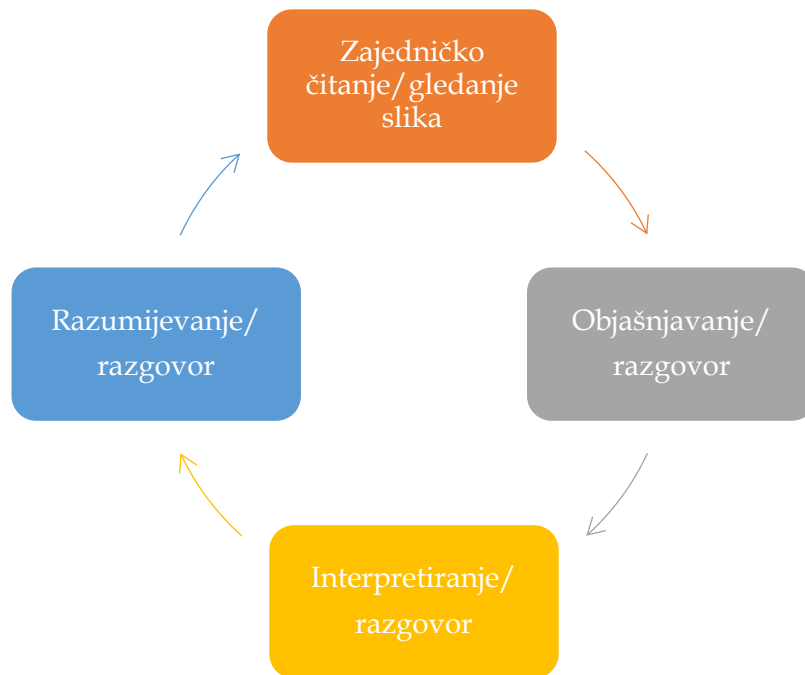 Zajedničko
čitanje/gledanje
slika
Objašnjavanje/
razgovor
Interpretiranje/
razgovor
Razumijevanje/
razgovor